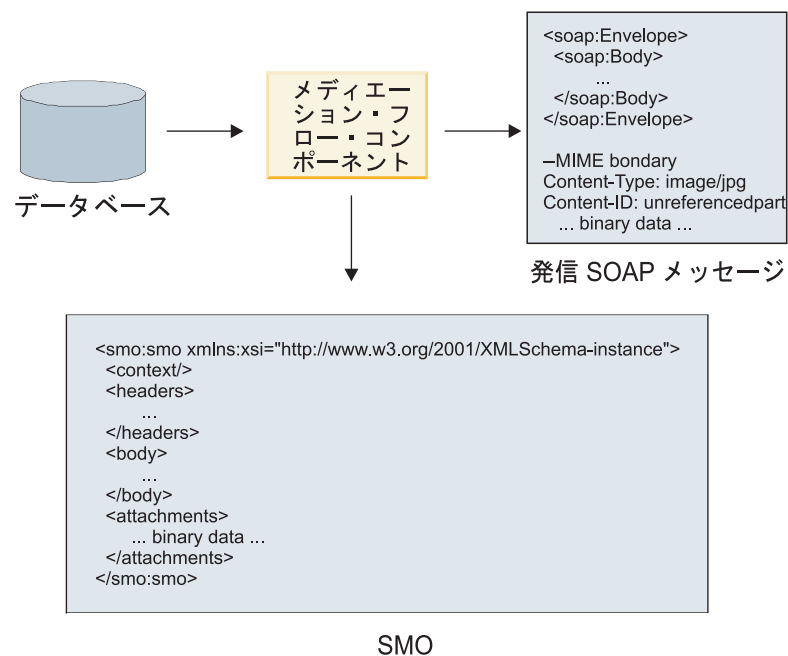 データベース
メディエー
ション・フ
ロー・コン
ポーネント
<soap:Envelope>
<soap:Body>
...
</soap:Body>
</soap:Envelope>
–MIME bondary
Content-Type: image/jpg
Content-ID: unreferencedpart
... binary data ...
発信 SOAP メッセージ
<smo:smo xmlns:xsi="http://www.w3.org/2001/XMLSchema-instance">
<context/>
<headers>
...
</headers>
<body>
...
</body>
<attachments>
... binary data ...
</attachments>
</smo:smo>
SMO